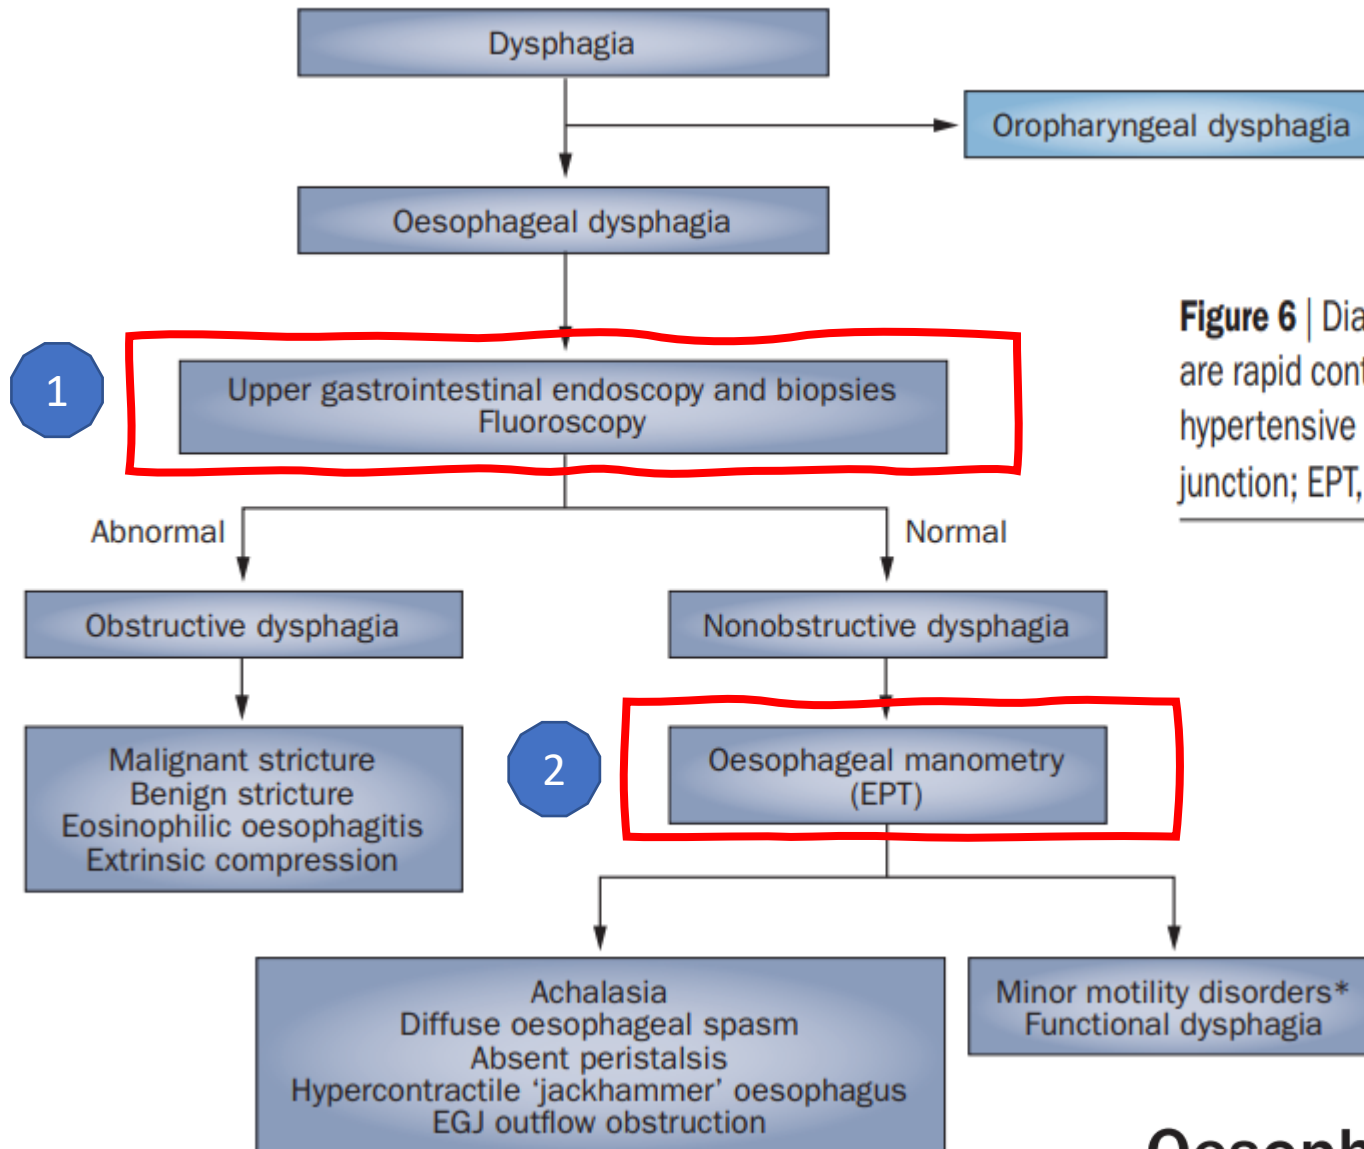 Dysphagia
Oropharyngeal dysphagia
Oesophageal dysphagia
Figure 6 | Dia
are rapid cont
hypertensive
junction; EPT,
1
Upper gastrointestinal endoscopy and biopsies
Fluoroscopy
Abnormal
Normal
Obstructive dysphagia
Nonobstructive dysphagia
Malignant stricture
Benign stricture
Eosinophilic oesophagitis
Extrinsic compression
2
Oesophageal manometry
(EPT)
Achalasia
Diffuse oesophageal spasm
Absent peristalsis
Hypercontractile ‘jackhammer’ oesophagus
EGJ outflow obstruction
Minor motility disorders*
Functional dysphagia